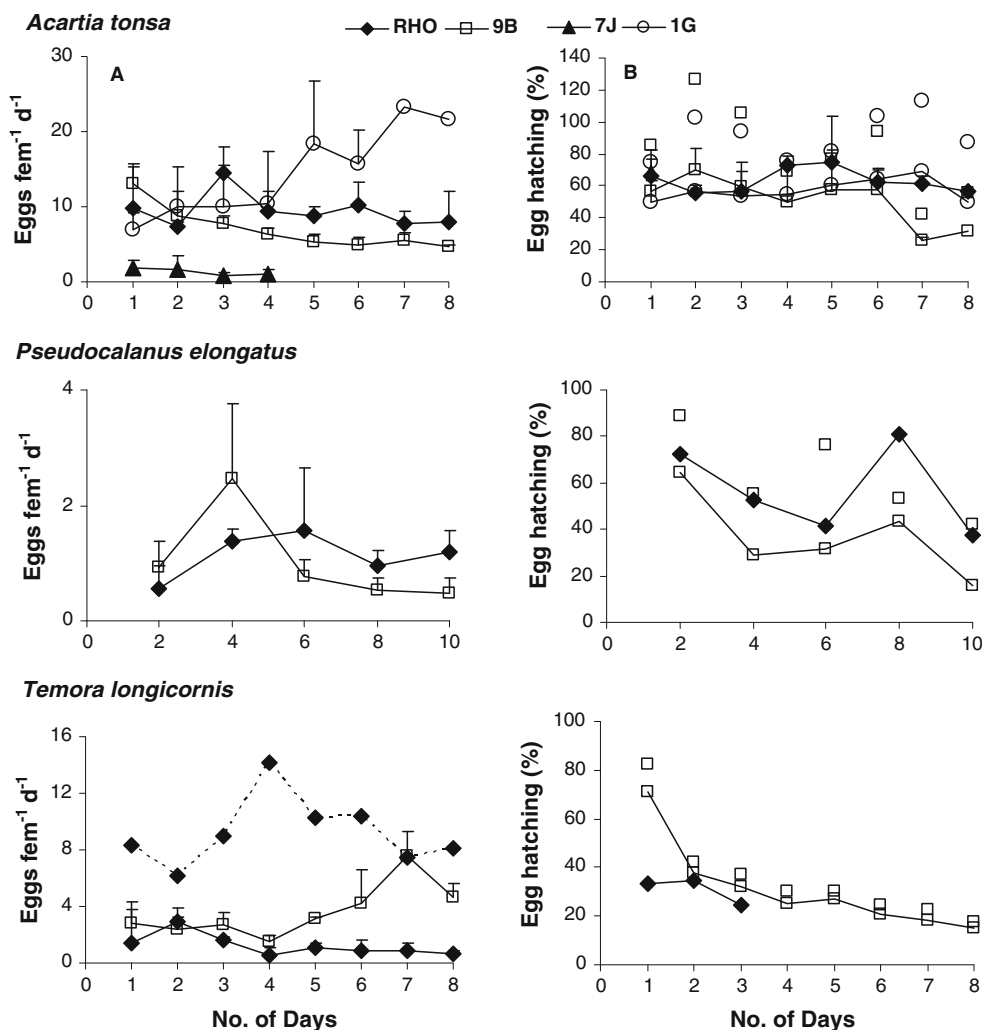 Acartia tonsa
RHO 9B 7J 1G
A
Eggs fem⁻¹ d⁻¹
30
20
10
0
0 1 2 3 4 5 6 7 8
B
Egg hatching (%)
140
120
100
80
60
40
20
0
0 1 2 3 4 5 6 7 8
Pseudocalanus elongatus
Eggs fem⁻¹ d⁻¹
4
2
0
0 2 4 6 8 10
Egg hatching (%)
100
80
60
40
20
0
0 2 4 6 8 10
Temora longicornis
Eggs fem⁻¹ d⁻¹
16
12
8
4
0
0 1 2 3 4 5 6 7 8
No. of Days
Egg hatching (%)
100
80
60
40
20
0
0 1 2 3 4 5 6 7 8
No. of Days